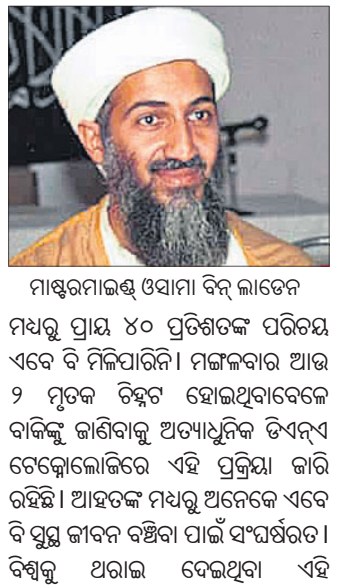 ମାଷ୍ଟରମାଇଣ୍ଡ ଓସାମା ବିନ୍ ଲାଡେନ
ମଧ୍ୟରୁ ପ୍ରାୟ ୪୦ ପ୍ରତିଶତଙ୍କ ପରିଚୟ
ଏବେ ବି ମିଳିପାରିନି। ମଙ୍ଗଳବାର ଆଉ
୨ ମୃତକ ଚିହ୍ନଟ ହୋଇଥିବାବେଳେ
ବାକିଙ୍କୁ ଜାଣିବାକୁ ଅତ୍ୟାଧୁନିକ ଡିଏନ୍‌ଏ
ଟେକ୍ନୋଲୋଜିରେ ଏହି ପ୍ରକ୍ରିୟା ଜାରି
ରହିଛି। ଆହତଙ୍କ ମଧ୍ୟରୁ ଅନେକେ ଏବେ
ବି ସୁସ୍ଥ ଜୀବନ ବଞ୍ଚିବା ପାଇଁ ସଂଘର୍ଷରତ।
ବିଶ୍ୱକୁ ଥରାଇ ଦେଇଥିବା ଏହି